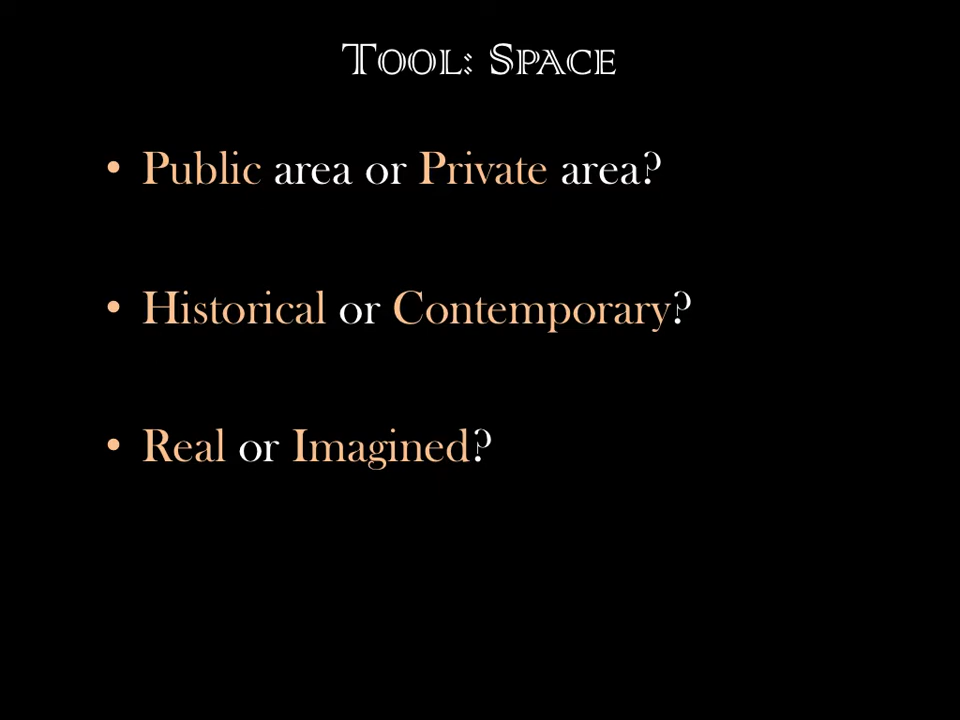 TOOL: SPACE
• Public area or Private area?
• Historical or Contemporary?
• Real or Imagined?